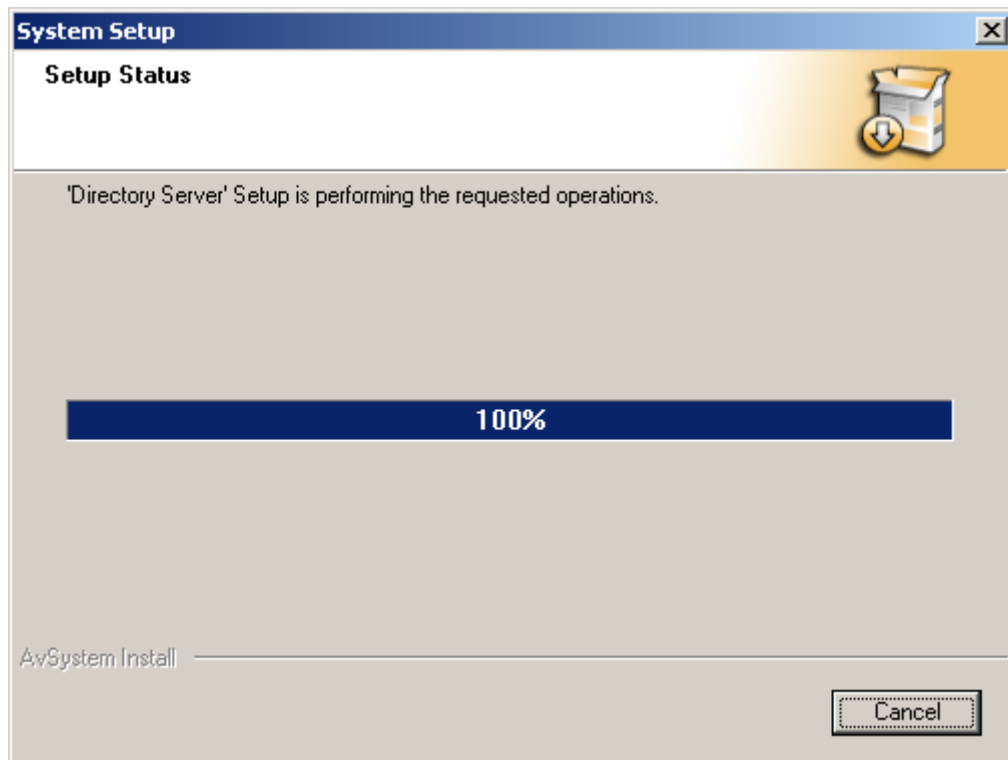 System Setup
Setup Status
'Directory Server' Setup is performing the requested operations.
100%
AvSystem Install
Cancel